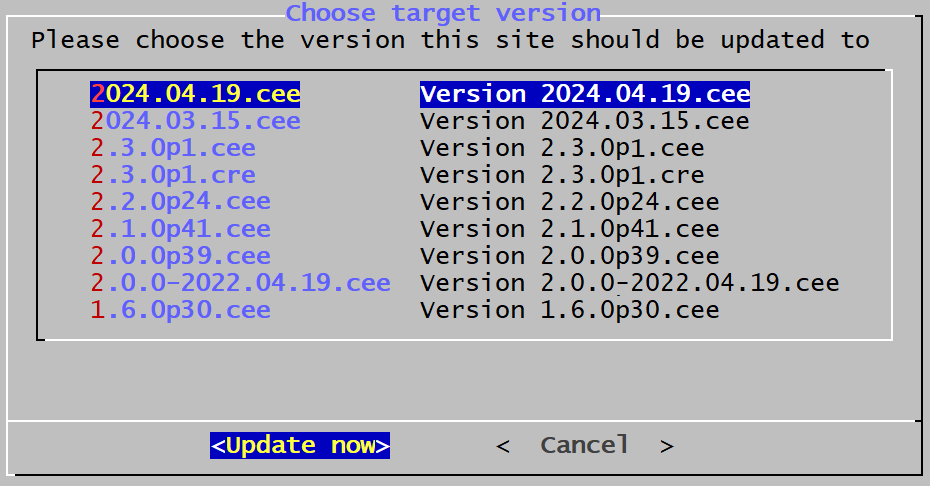 Choose target version
Please choose the version this site should be updated to
2024.04.19.cee Version 2024.04.19.cee
2024.03.15.cee Version 2024.03.15.cee
2.3.0p1.cee Version 2.3.0p1.cee
2.3.0p1.cre Version 2.3.0p1.cre
2.2.0p24.cee Version 2.2.0p24.cee
2.1.0p41.cee Version 2.1.0p41.cee
2.0.0p39.cee Version 2.0.0p39.cee
2.0.0-2022.04.19.cee Version 2.0.0-2022.04.19.cee
1.6.0p30.cee Version 1.6.0p30.cee
<Update now> < Cancel >